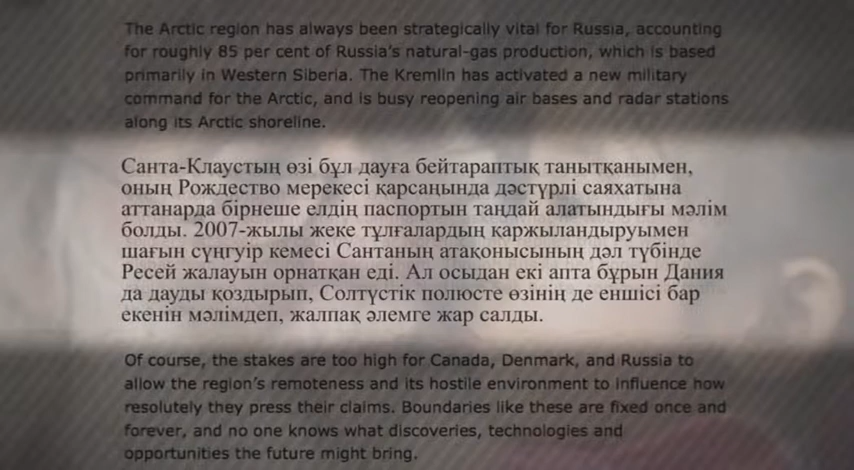 The Arctic region has always been strategically vital for Russia, accounting
for roughly 85 per cent of Russia's natural-gas production, which is based
primarily in Western Siberia. The Kremlin has activated a new military
command for the Arctic, and is busy reopening air bases and radar stations
along its Arctic shoreline.
Санта-Клаустың өзі бұл дауға бейтараптық танытқанымен,
оның Рождество мерекесі қарсаңында дәстүрлі саяхатына
аттанарда бірнеше елдің паспортын таңдай алатындығы мәлім
болды. 2007-жылы жеке тұлғалардың қаржыландыруымен
шағын сүңгуір кемесі Сантаның атақонысының дәл түбінде
Ресей жалауын орнатқан еді. Ал осыдан екі апта бұрын Дания
да дауды қоздырып, Солтүстік полюсте өзінің де еншісі бар
екенін мәлімдеп, жалпақ әлемге жар салды.
Of course, the stakes are too high for Canada, Denmark, and Russia to
allow the region's remoteness and its hostile environment to influence how
resolutely they press their claims. Boundaries like these are fixed once and
forever, and no one knows what discoveries, technologies and
opportunities the future might bring.